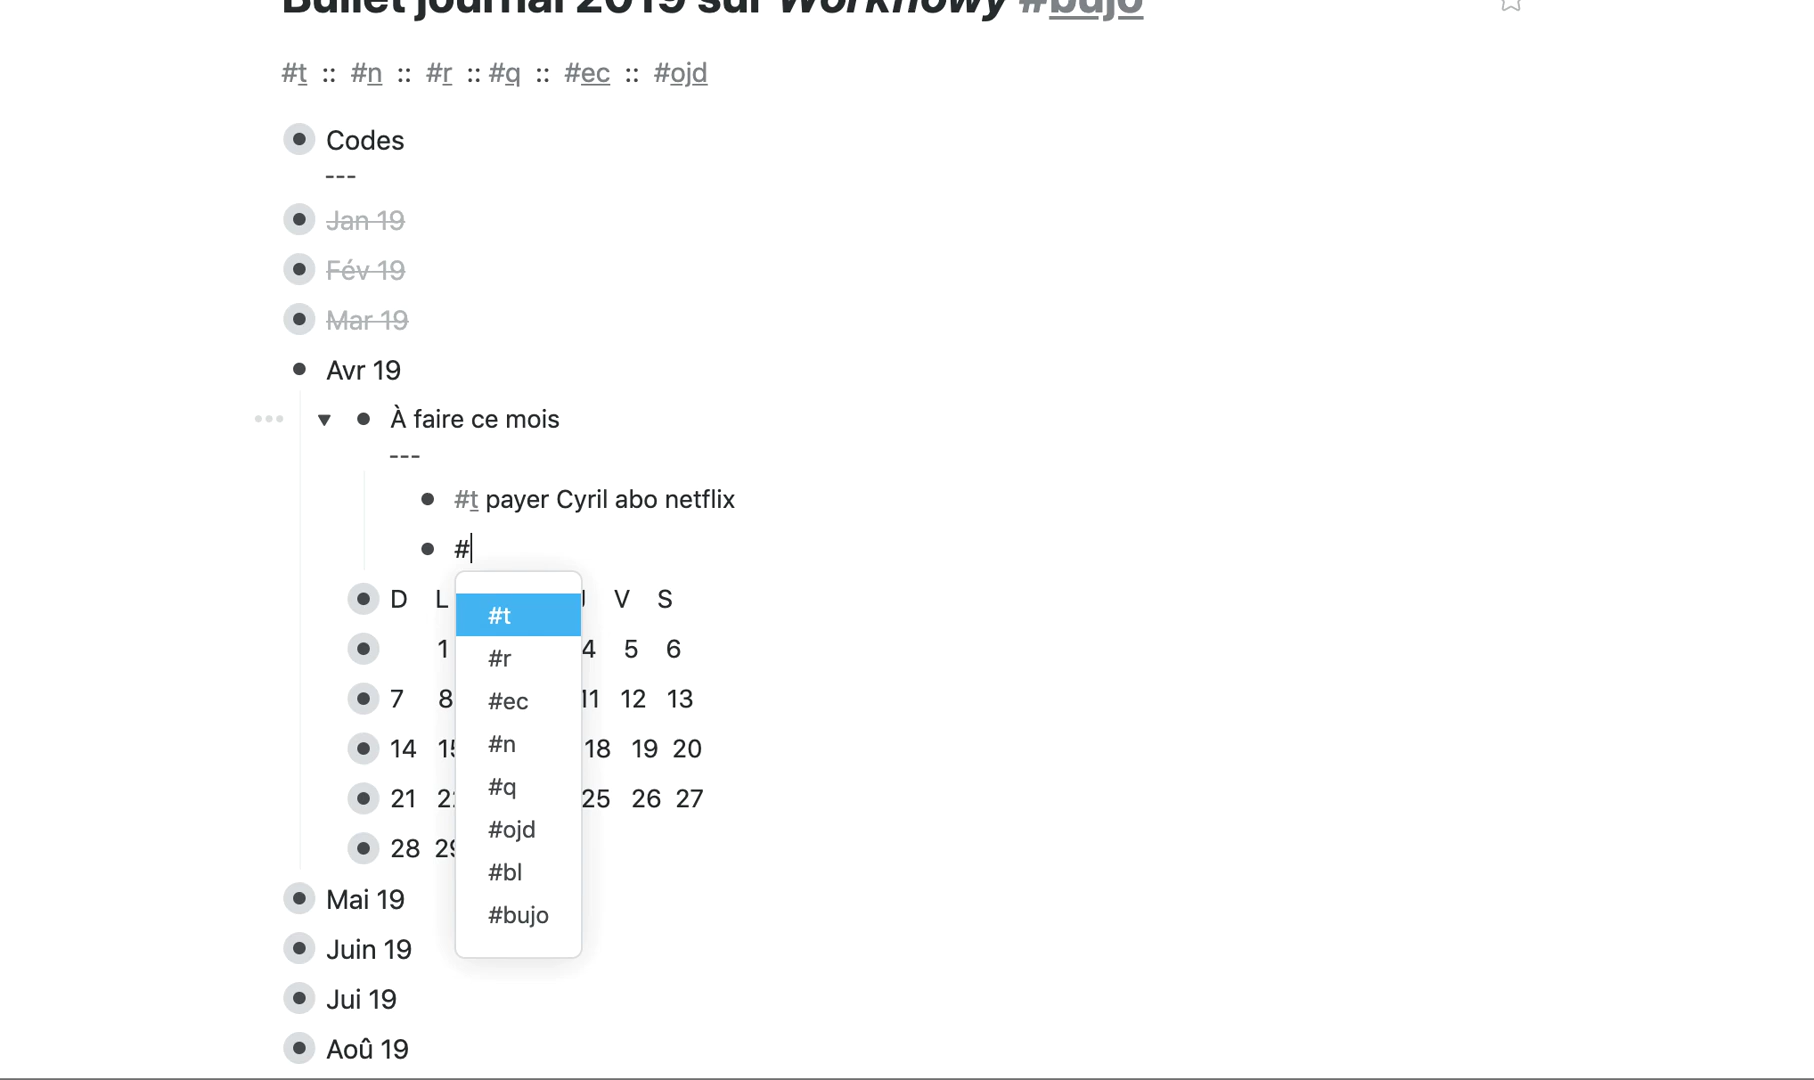 Bullet journal 2019 sur Workflowy #bujo
#t :: #n :: #r :: #q :: #ec :: #ojd
Codes
---
Jan 19
Fév 19
Mar 19
Avr 19
À faire ce mois
---
#t payer Cyril abo netflix
#
D L V S
1 4 5 6
7 8 11 12 13
14 15 18 19 20
21 25 26 27
28 29
#t
#r
#ec
#n
#q
#ojd
#bl
#bujo
Mai 19
Juin 19
Jui 19
Aoû 19